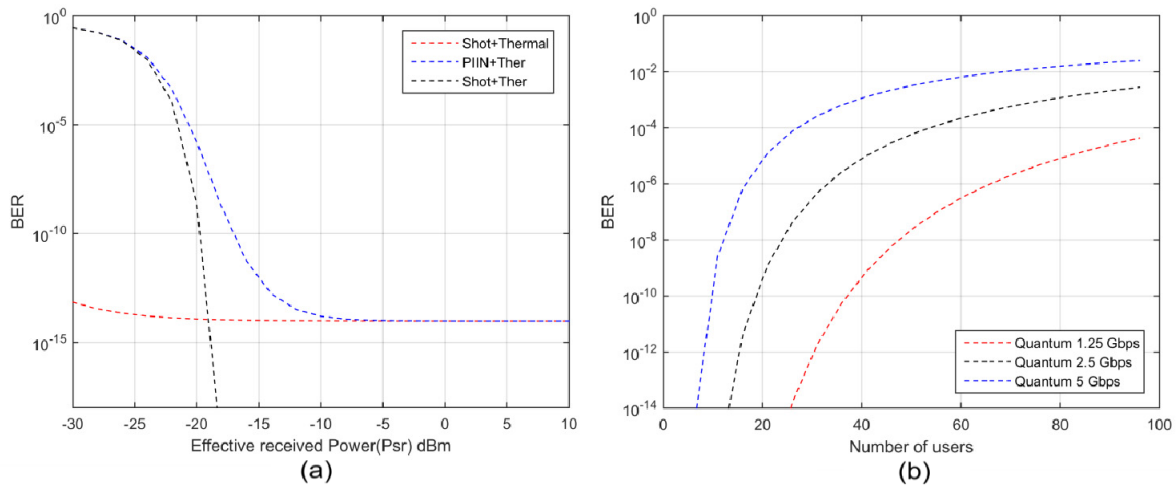 10^0
10^-5
10^-10
10^-15
BER
-30 -25 -20 -15 -10 -5 0 5 10
Effective received Power(Psr) dBm
Shot+Thermal
PIIN+Ther
Shot+Ther
(a)
10^0
10^-2
10^-4
10^-6
10^-8
10^-10
10^-12
10^-14
BER
0 20 40 60 80 100
Number of users
Quantum 1.25 Gbps
Quantum 2.5 Gbps
Quantum 5 Gbps
(b)